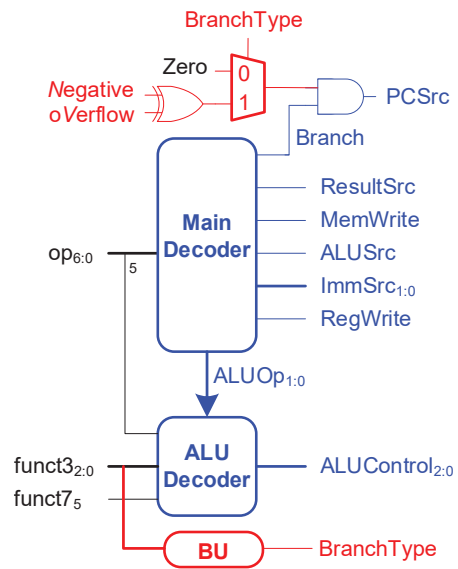 BranchType
Zero
0
Negative
1
oVerflow
PCSrc
Branch
Main
Decoder
ResultSrc
MemWrite
op6:0
5
ALUSrc
ImmSrc1:0
RegWrite
ALUOp1:0
ALU
Decoder
funct32:0
funct75
ALUControl2:0
BU
BranchType